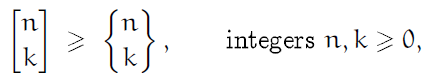 [n k] ⩾ {n k}, integers n, k ⩾ 0,